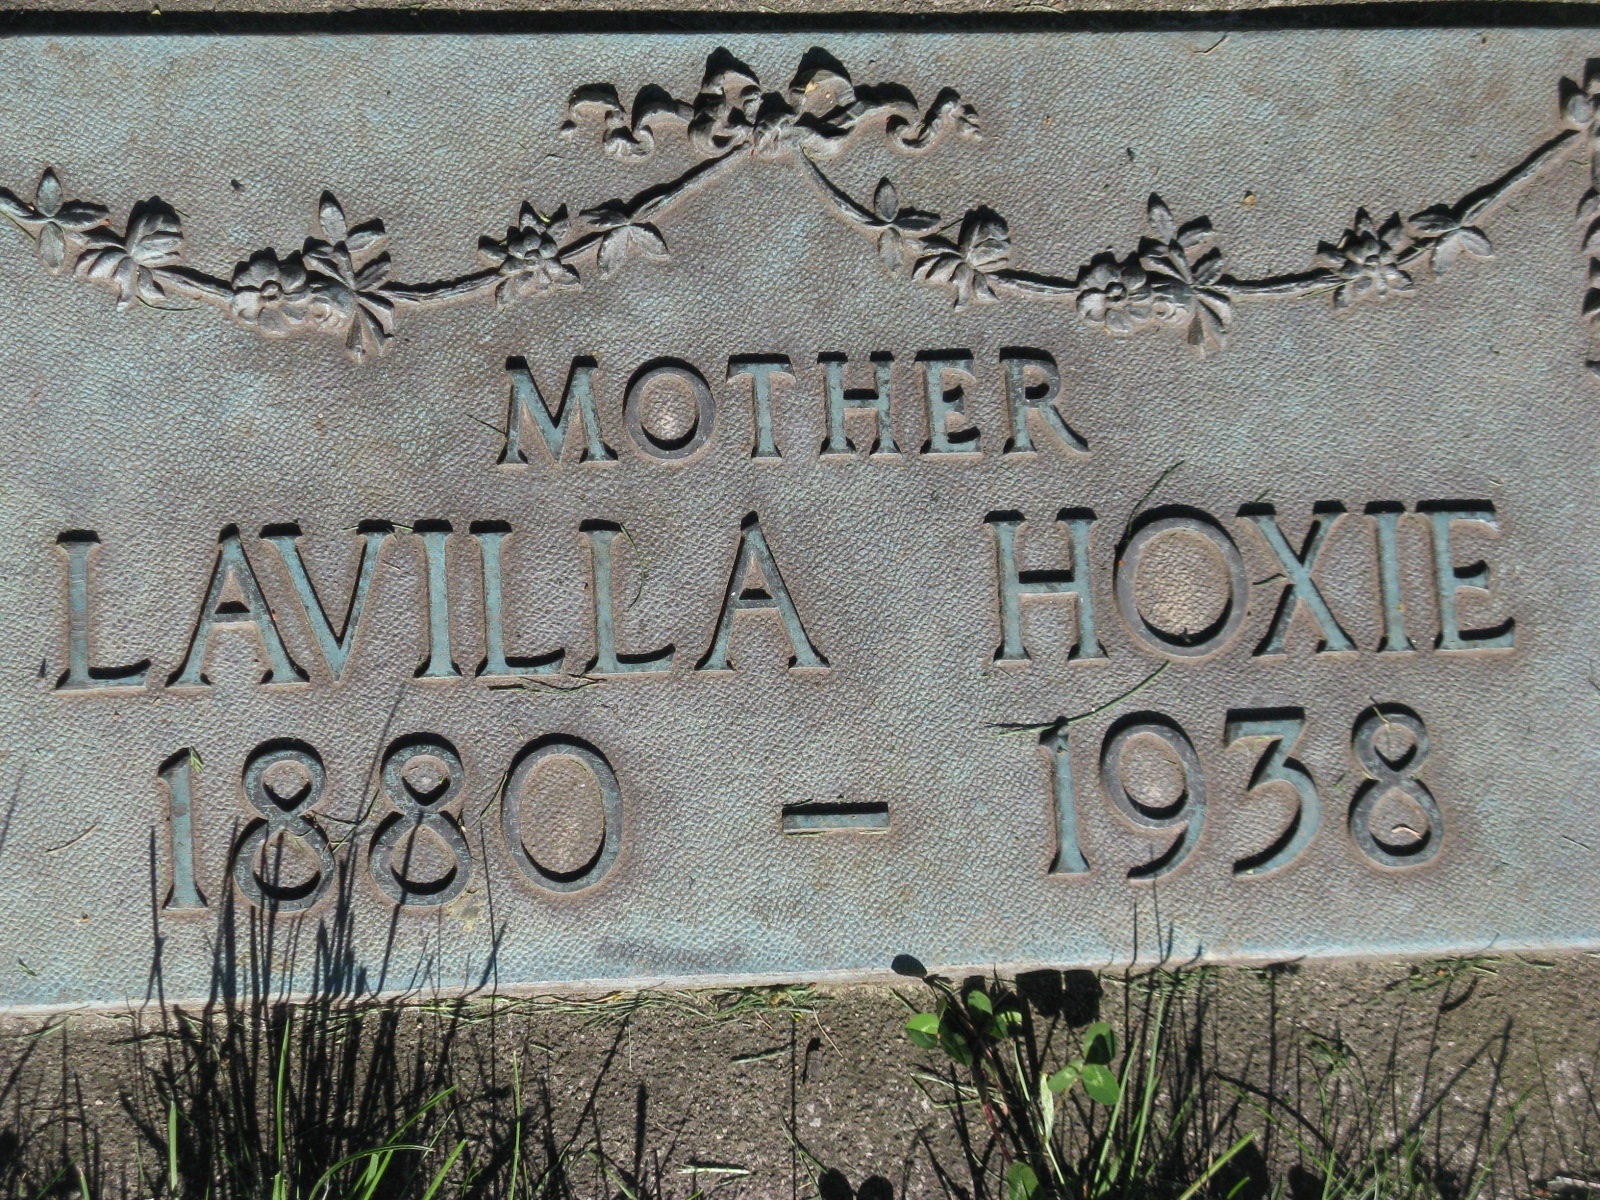 MOTHER
LAVILLA HOXIE
1880 - 1938